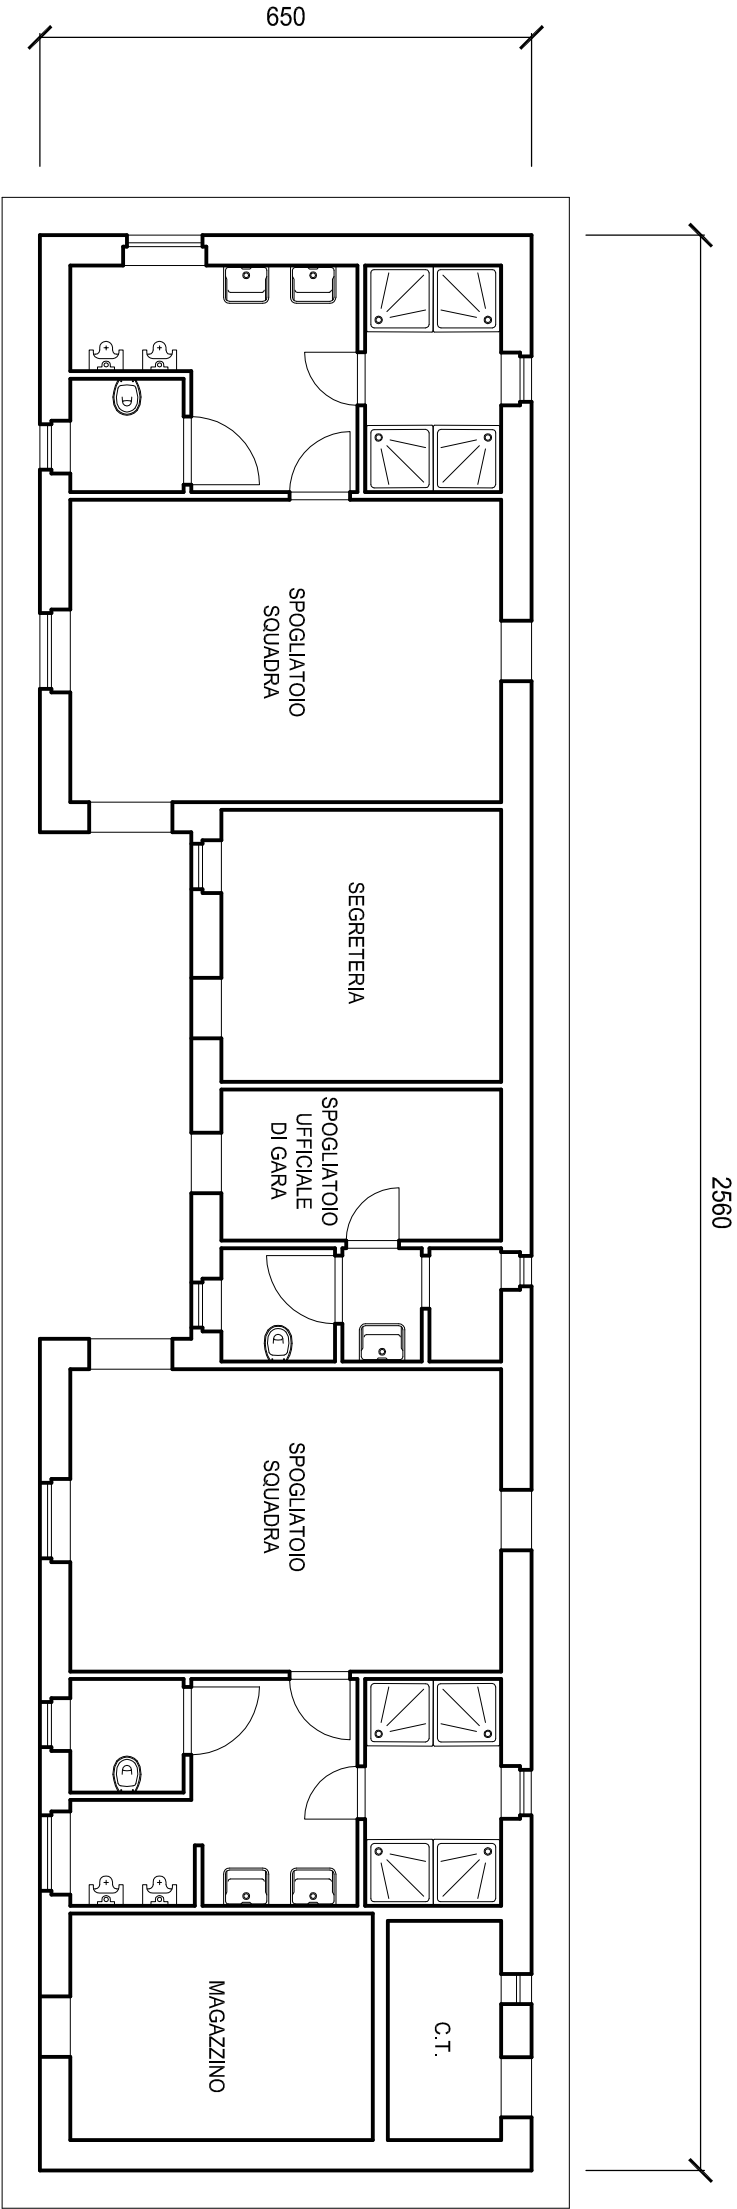 650
2560
SPOGLIATOIO
SQUADRA
SEGRETERIA
SPOGLIATOIO
UFFICIALE
DI GARA
SPOGLIATOIO
SQUADRA
MAGAZZINO
C.T.